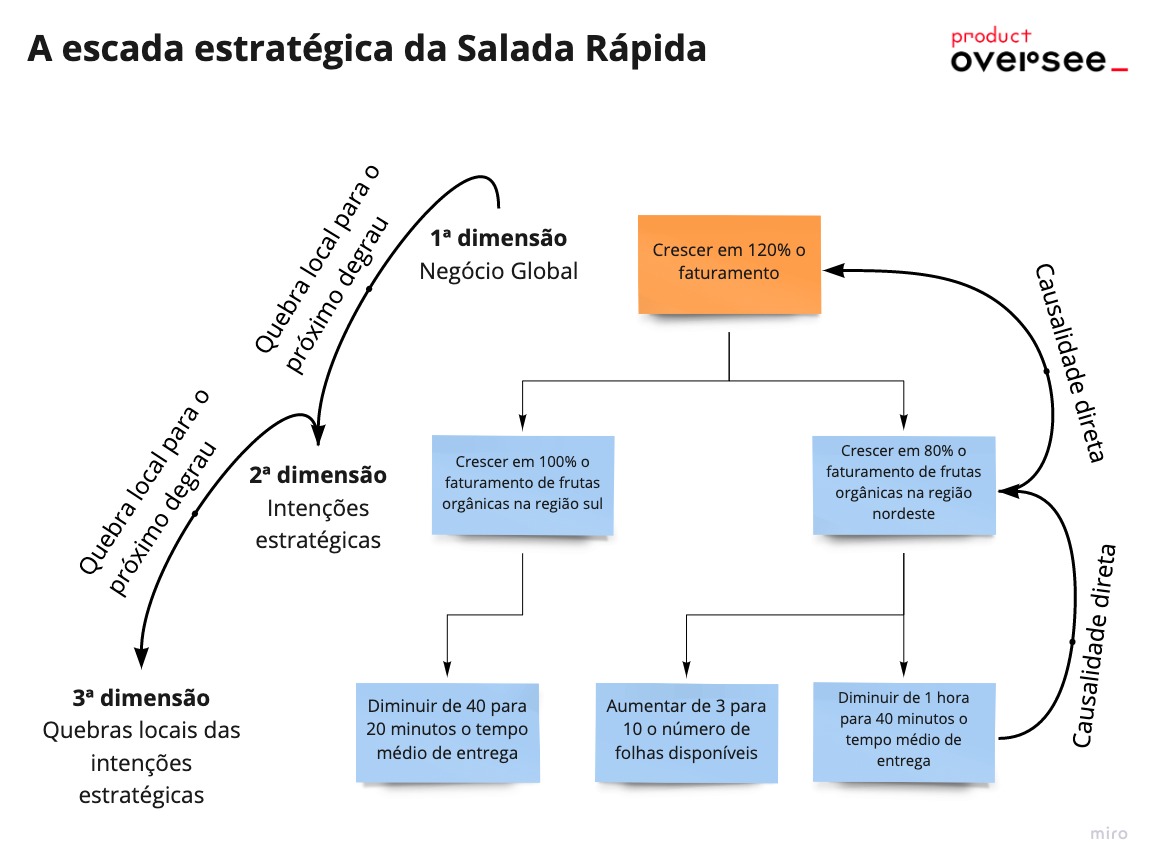 A escada estratégica da Salada Rápida
product
oversee_
Quebra local para o
próximo degrau
1ª dimensão
Negócio Global
Crescer em 120% o
faturamento
Causalidade direta
Quebra local para o
próximo degrau
2ª dimensão
Intenções
estratégicas
Crescer em 100% o
faturamento de frutas
orgânicas na região sul
Crescer em 80% o
faturamento de frutas
orgânicas na região
nordeste
Causalidade direta
3ª dimensão
Quebras locais das
intenções
estratégicas
Diminuir de 40 para
20 minutos o tempo
médio de entrega
Aumentar de 3 para
10 o número de
folhas disponíveis
Diminuir de 1 hora
para 40 minutos o
tempo médio de
entrega
miro